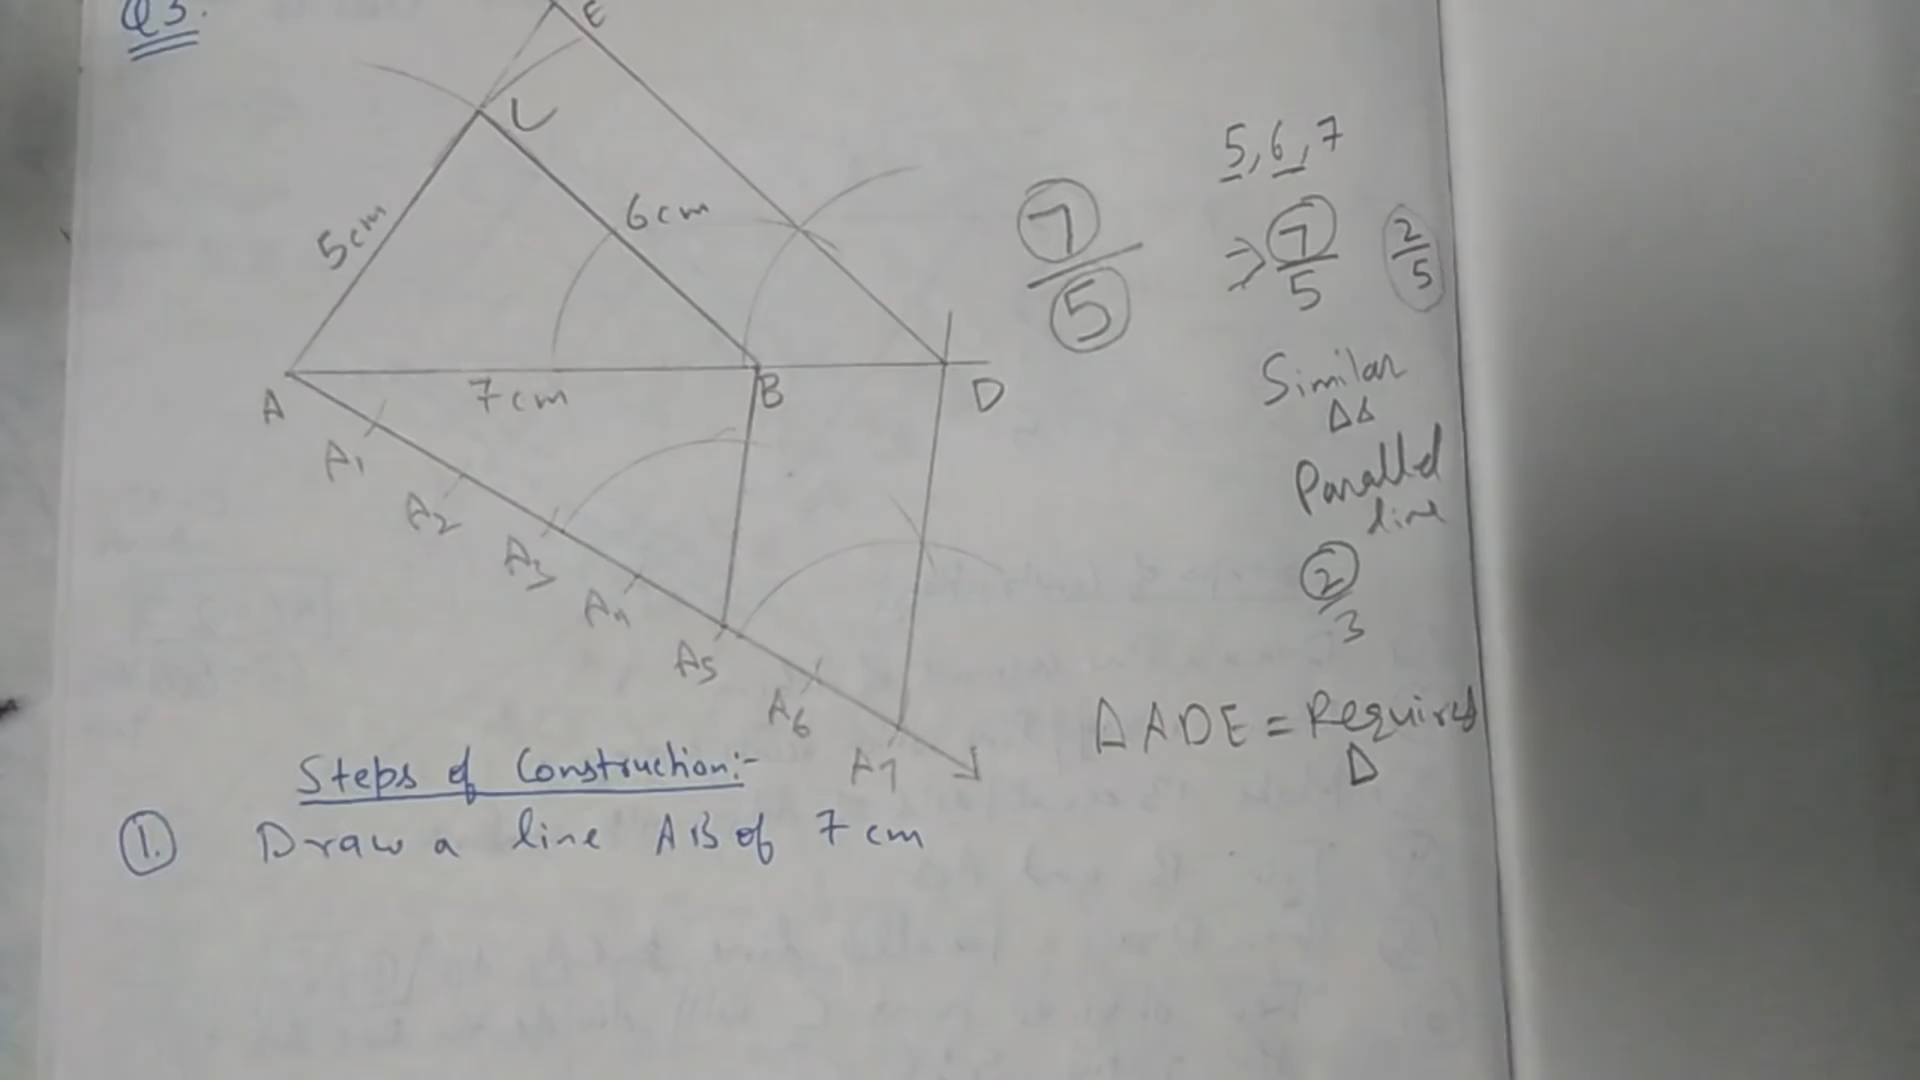 Q3.
E
C
5cm
6cm
A
7cm
B
D
A1
A2
A3
A4
A5
A6
A7
7/5
5, 6, 7
⇒ 7/5
2/5
Similar
ΔΔ
Parallel
line
2/3
ΔADE = Required
Δ
Steps of Construction:-
1. Draw a line AB of 7 cm